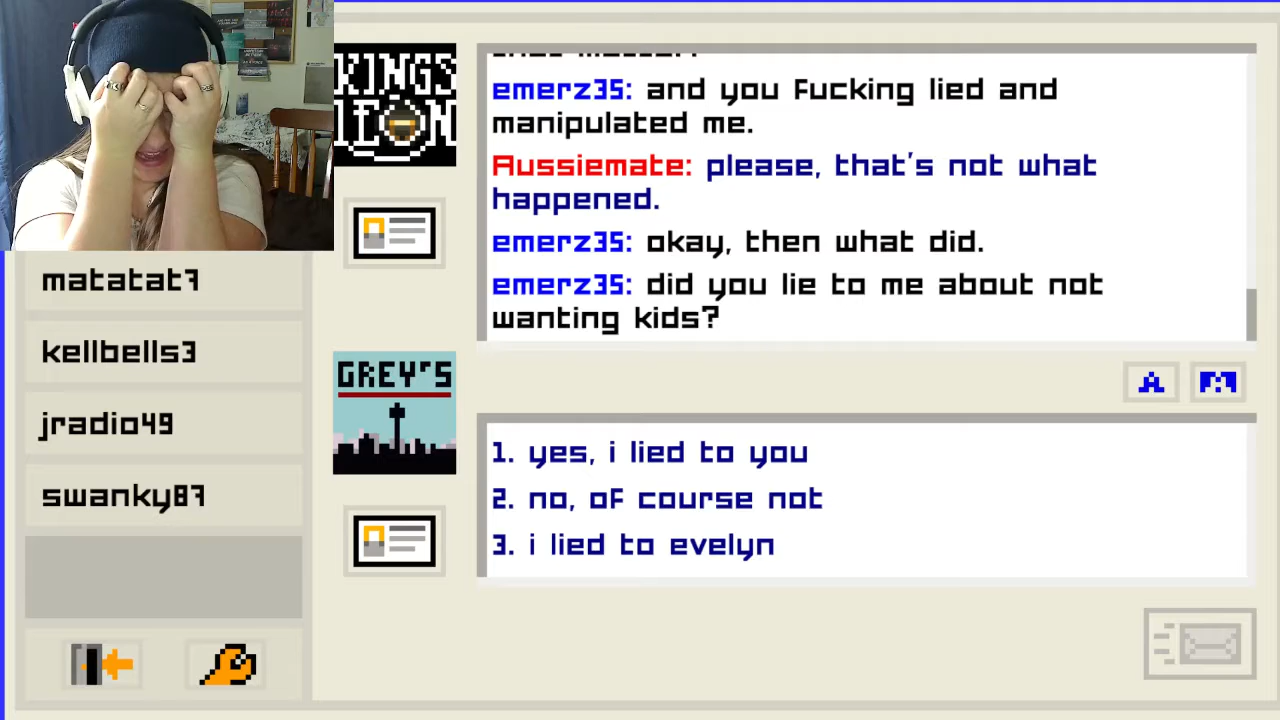 KINGS
LION
emerz35: and you fucking lied and
manipulated me.
Aussiemate: please, that's not what
happened.
emerz35: okay, then what did.
emerz35: did you lie to me about not
wanting kids?
matatat7
kellbells3
jradio49
swanky87
GREY'S
A M
1. yes, i lied to you
2. no, of course not
3. i lied to evelyn